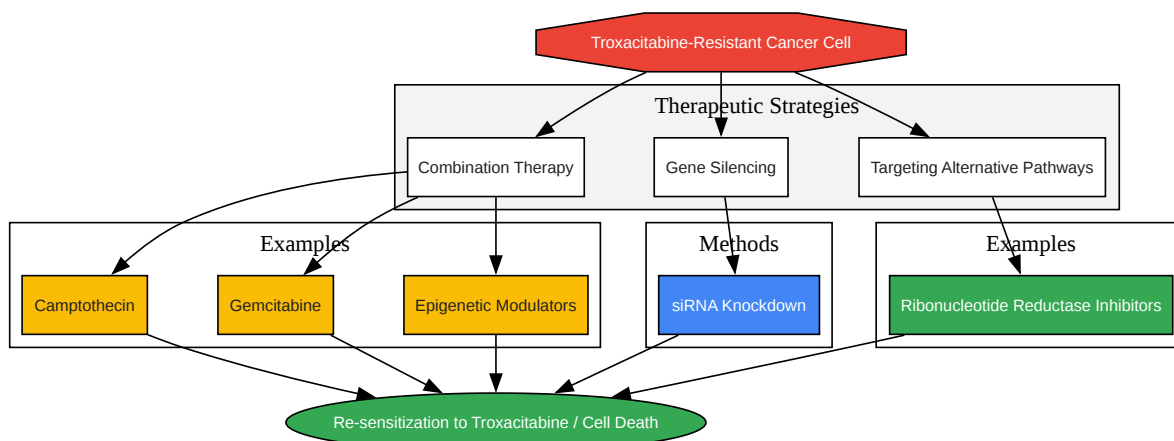 Troxacitabine-Resistant Cancer Cell
Therapeutic Strategies
Combination Therapy
Gene Silencing
Targeting Alternative Pathways
Examples
Methods
Examples
Camptothecin
Gemcitabine
Epigenetic Modulators
siRNA Knockdown
Ribonucleotide Reductase Inhibitors
Re-sensitization to Troxacitabine / Cell Death